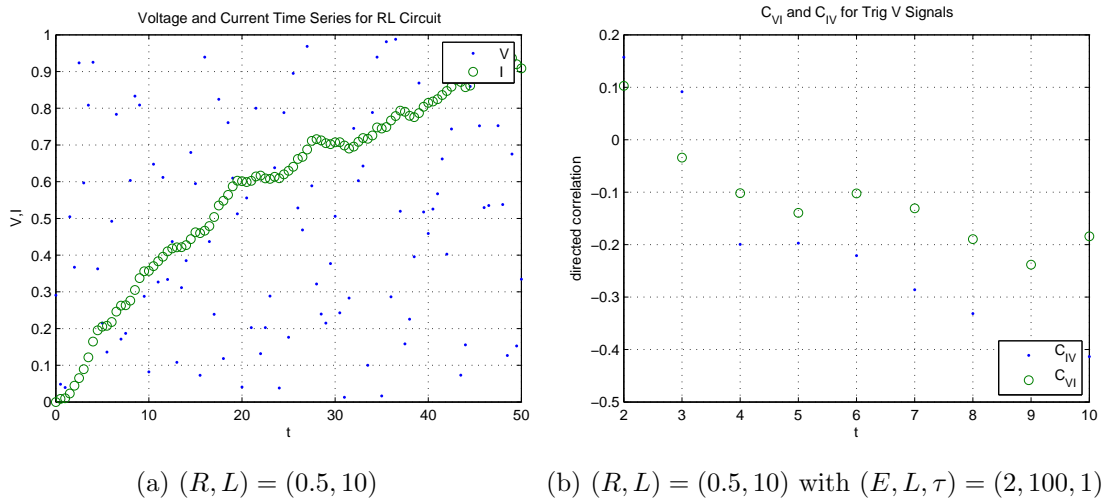 Voltage and Current Time Series for RL Circuit
1
0.9
0.8
0.7
0.6
0.5
0.4
0.3
0.2
0.1
0
V,I
0
10
20
30
40
50
t
V
I
C_VI and C_IV for Trig V Signals
0.2
0.1
0
−0.1
−0.2
−0.3
−0.4
−0.5
directed correlation
2
3
4
5
6
7
8
9
10
t
C_IV
C_VI
(a) (R, L) = (0.5, 10)
(b) (R, L) = (0.5, 10) with (E, L, τ) = (2, 100, 1)